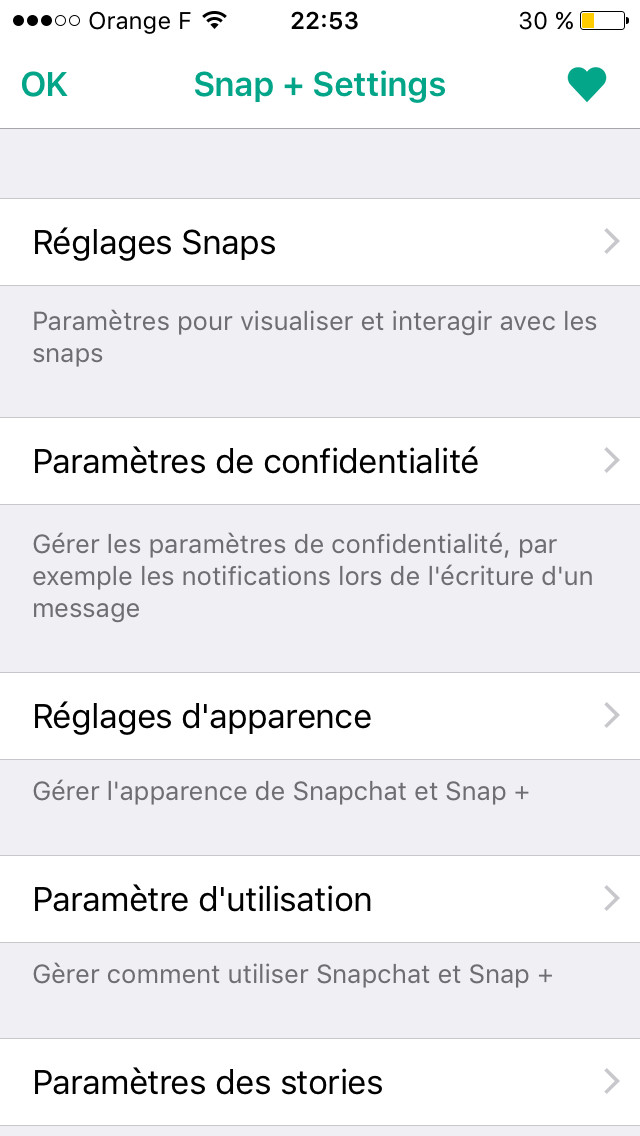 ●●●○○ Orange F 22:53 30 %
OK Snap + Settings
Réglages Snaps
Paramètres pour visualiser et interagir avec les
snaps
Paramètres de confidentialité
Gérer les paramètres de confidentialité, par
exemple les notifications lors de l'écriture d'un
message
Réglages d'apparence
Gérer l'apparence de Snapchat et Snap +
Paramètre d'utilisation
Gèrer comment utiliser Snapchat et Snap +
Paramètres des stories